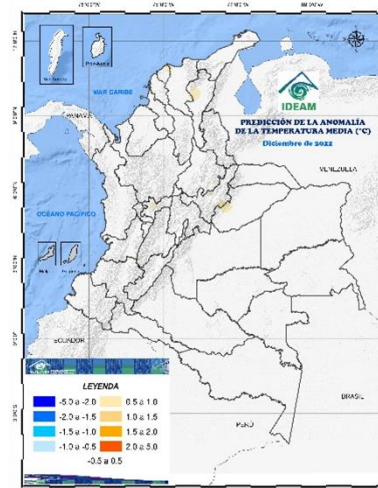 MAR CARIBE
PANAMÁ
IDEAM
PREDICCIÓN DE LA ANOMALÍA
DE LA TEMPERATURA MEDIA (°C)
Diciembre de 2022
VENEZUELA
OCÉANO PACÍFICO
ECUADOR
BRASIL
PERÚ
LEYENDA
-5.0 a -2.0
0.5 a 1.0
-2.0 a -1.5
1.0 a 1.5
-1.5 a -1.0
1.5 a 2.0
-1.0 a -0.5
2.0 a 5.0
-0.5 a 0.5